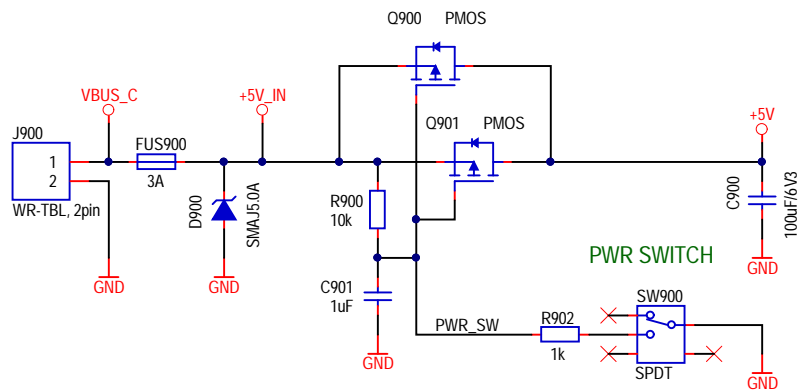 Q900 PMOS
VBUS_C
+5V_IN
+5V
J900
FUS900
Q901 PMOS
1
2
3A
WR-TBL, 2pin
D900
SMAJ5.0A
R900
10k
C900
100uF/6V3
GND
GND
GND
PWR SWITCH
C901
1uF
SW900
PWR_SW
R902
1k
GND
SPDT
GND